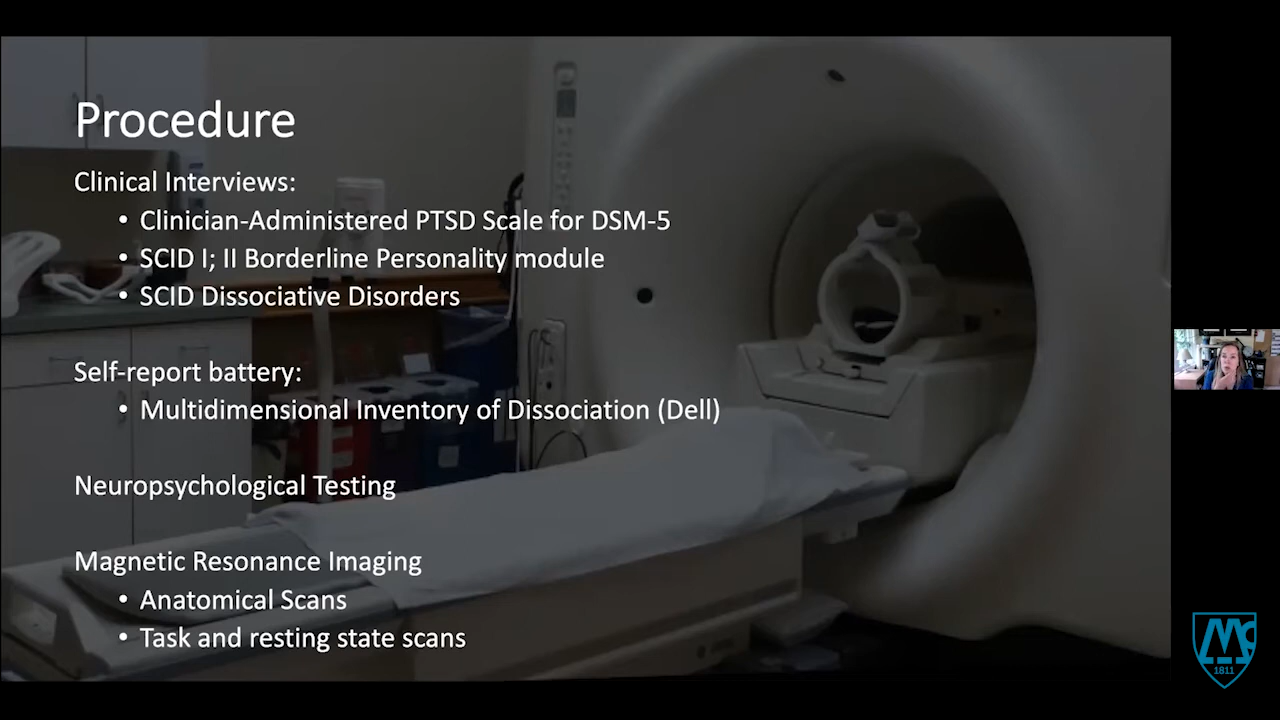 Procedure
Clinical Interviews:
• Clinician-Administered PTSD Scale for DSM-5
• SCID I; II Borderline Personality module
• SCID Dissociative Disorders
Self-report battery:
• Multidimensional Inventory of Dissociation (Dell)
Neuropsychological Testing
Magnetic Resonance Imaging
• Anatomical Scans
• Task and resting state scans
Mc
1811